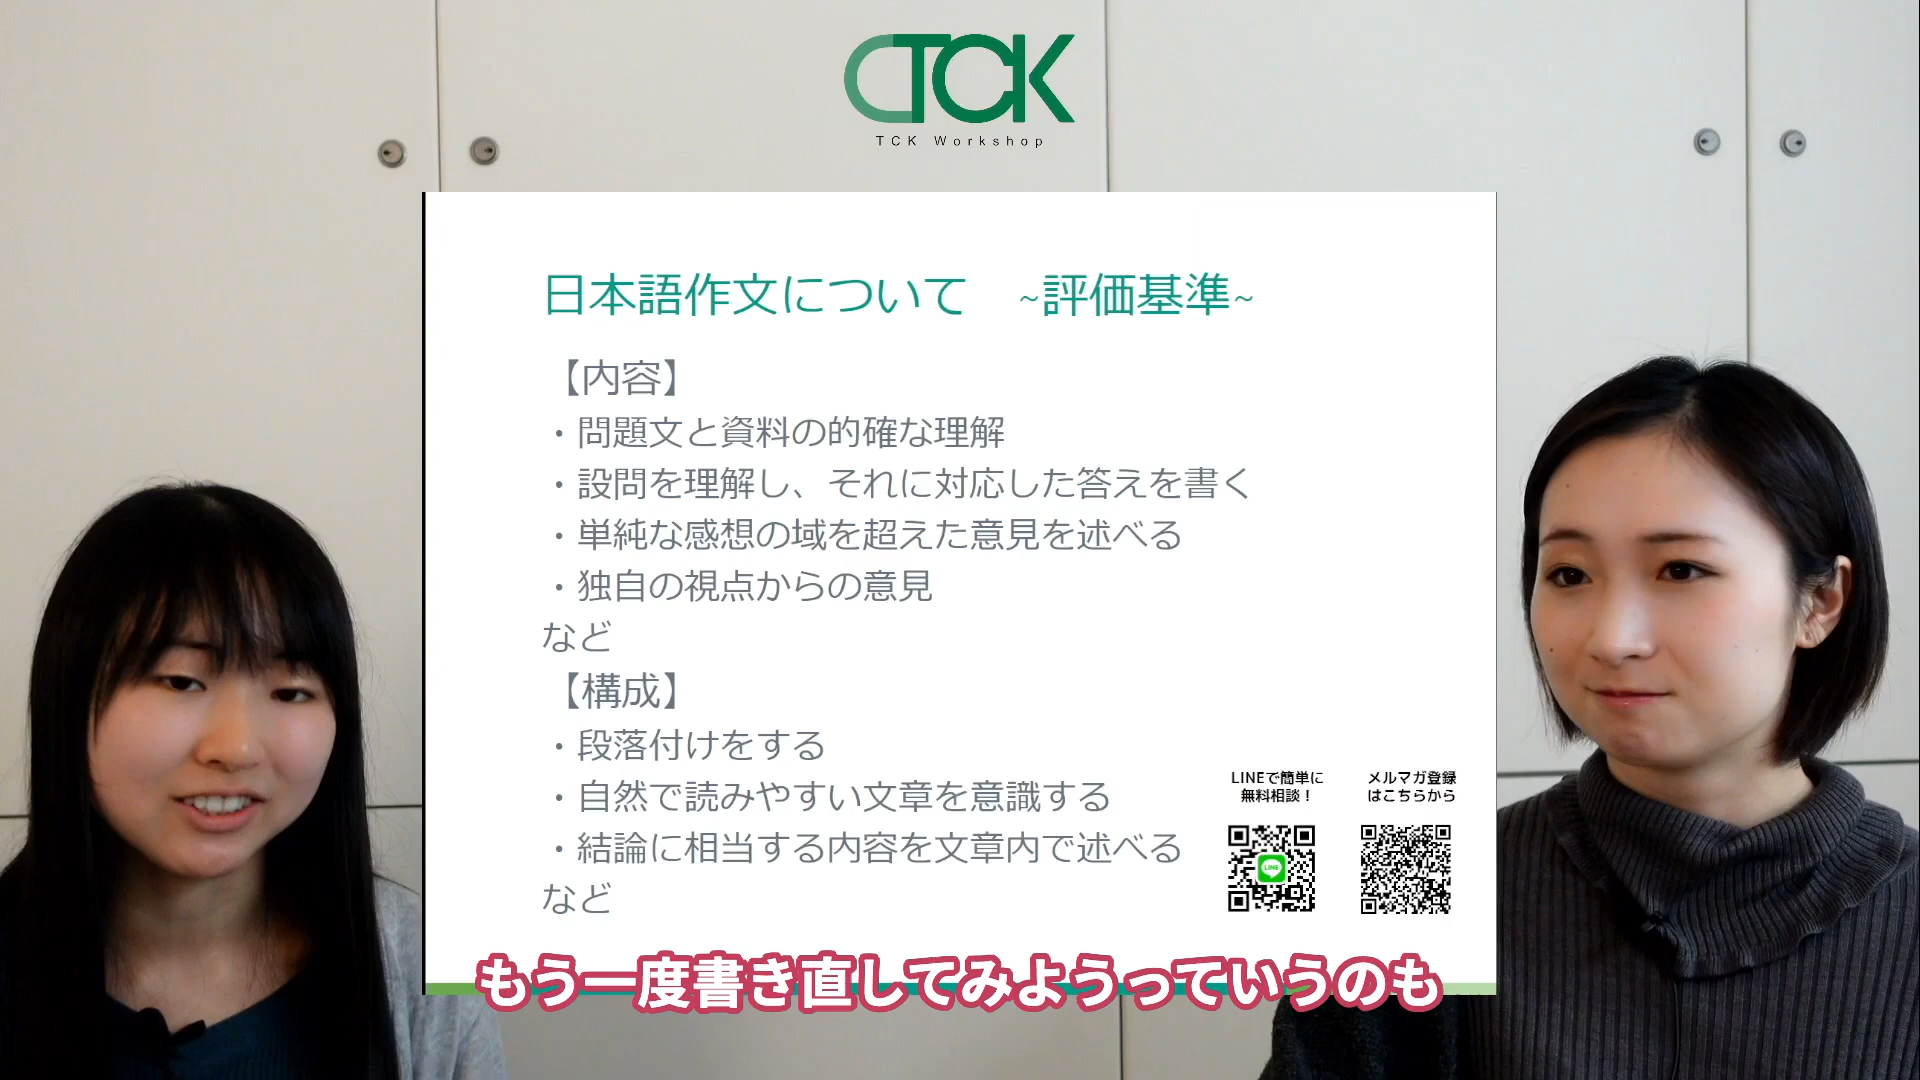 TCK
TCK Workshop
日本語作文について ~評価基準~
【内容】
・問題文と資料の的確な理解
・設問を理解し、それに対応した答えを書く
・単純な感想の域を超えた意見を述べる
・独自の視点からの意見
など
【構成】
・段落付けをする
・自然で読みやすい文章を意識する
・結論に相当する内容を文章内で述べる
など
LINEで簡単に
無料相談！
メルマガ登録
はこちらから
LINE
もう一度書き直してみようっていうのも